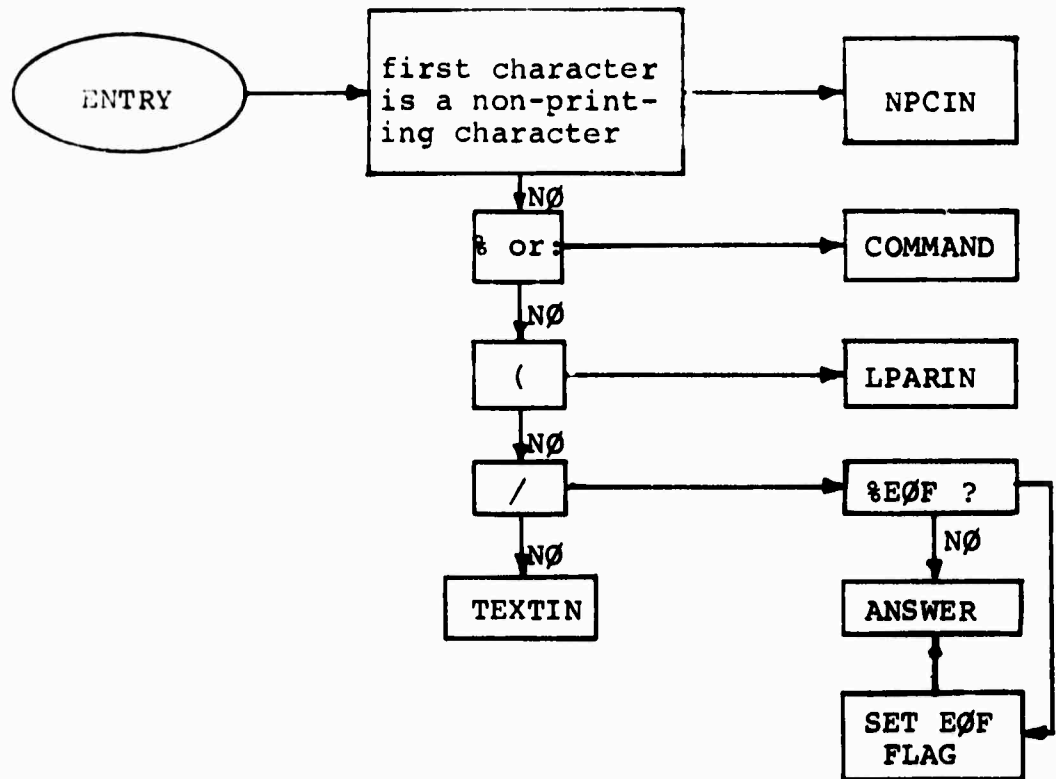 ENTRY
first character
is a non-print-
ing character
NPCIN
NØ
% or:
COMMAND
NØ
(
LPARIN
NØ
/
%EØF ?
NØ
NØ
TEXTIN
ANSWER
SET EØF
FLAG